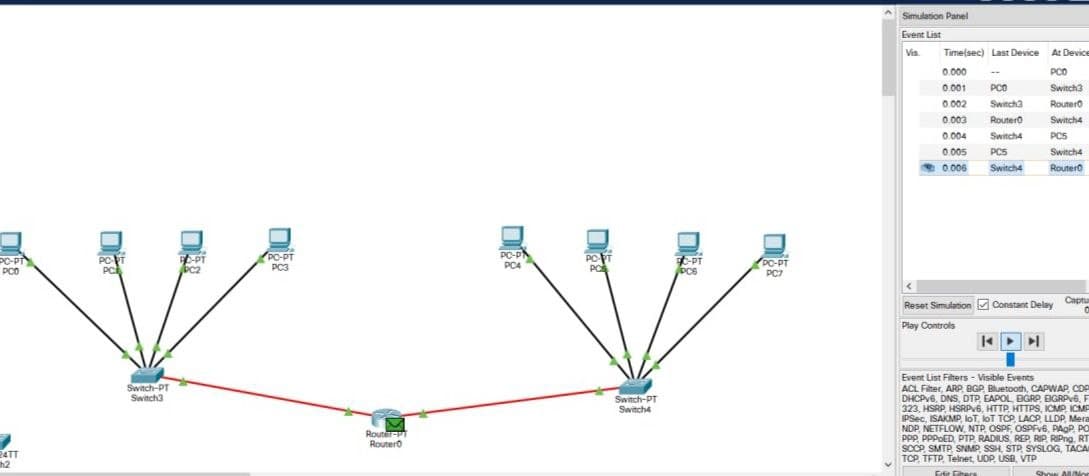 Simulation Panel
Event List
Vis. Time(sec) Last Device At Device
0.000 -- PC0
0.001 PC0 Switch3
0.002 Switch3 Router0
0.003 Router0 Switch4
0.004 Switch4 PC5
0.005 PC5 Switch4
0.006 Switch4 Router0
PC-PT
PC0
PC-PT
PC2
PC-PT
PC3
PC-PT
PC4
PC-PT
PC-PT
PC6
PC-PT
PC7
Switch-PT
Switch3
Switch-PT
Switch4
Router-PT
Router0
24TT
h2
Reset Simulation Constant Delay Captu
Play Controls
Event List Filters - Visible Events
ACL Filter, ARP, BGP, Bluetooth, CAPWAP, CDP
DHCPv6, DNS, DTP, EAPOL, EIGRP, EIGRPv6, F
323, HSRP, HSRPv6, HTTP, HTTPS, ICMP, ICMP
IPSec, ISAKMP, IoT, IoT TCP, LACP, LLDP, Mera
NDP, NETFLOW, NTP, OSPF, OSPFv6, PAgP, PO
PPP, PPPoED, PTP, RADIUS, REP, RIP, RIPng, RT
SCCP, SMTP, SNMP, SSH, STP, SYSLOG, TACA
TCP, TFTP, Telnet, UDP, USB, VTP
Edit Filters Show All/Non